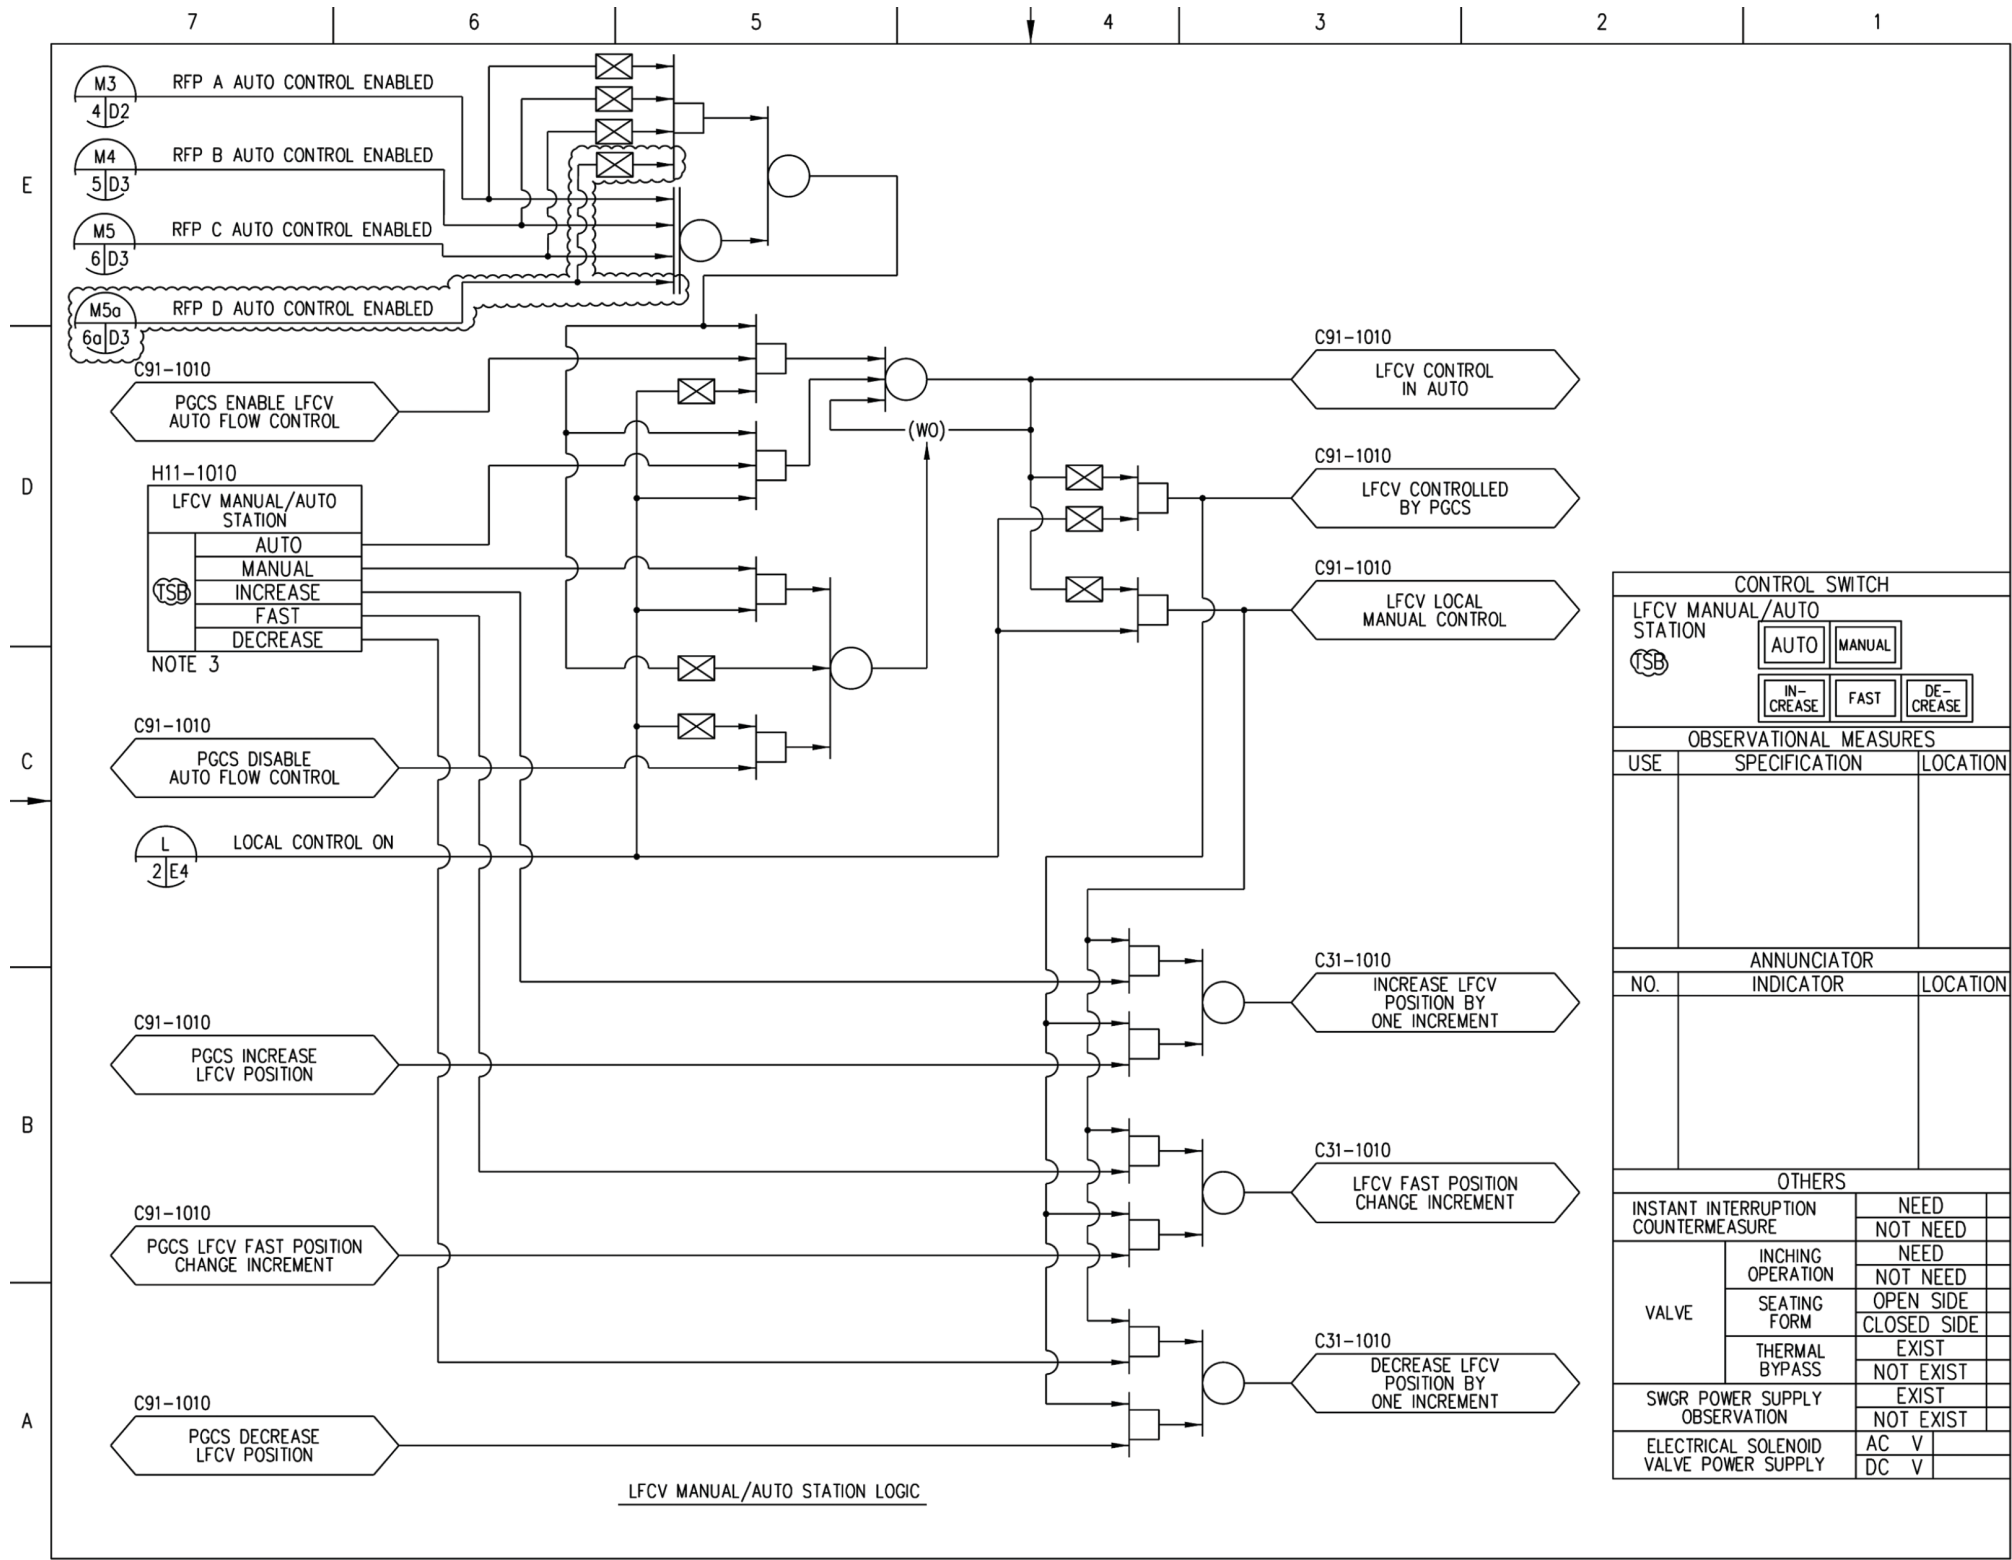 7 6 5 4 3 2 1
M3
4 D2
RFP A AUTO CONTROL ENABLED
M4
5 D3
RFP B AUTO CONTROL ENABLED
E
M5
6 D3
RFP C AUTO CONTROL ENABLED
M5a
6a D3
RFP D AUTO CONTROL ENABLED
C91-1010
PGCS ENABLE LFCV
AUTO FLOW CONTROL
C91-1010
LFCV CONTROL
IN AUTO
(WO)
D
H11-1010
LFCV MANUAL/AUTO
STATION
TSB
AUTO
MANUAL
INCREASE
FAST
DECREASE
NOTE 3
C91-1010
LFCV CONTROLLED
BY PGCS
C91-1010
LFCV LOCAL
MANUAL CONTROL
C
C91-1010
PGCS DISABLE
AUTO FLOW CONTROL
L
2 E4
LOCAL CONTROL ON
C31-1010
INCREASE LFCV
POSITION BY
ONE INCREMENT
C91-1010
PGCS INCREASE
LFCV POSITION
B
C31-1010
LFCV FAST POSITION
CHANGE INCREMENT
C91-1010
PGCS LFCV FAST POSITION
CHANGE INCREMENT
C31-1010
DECREASE LFCV
POSITION BY
ONE INCREMENT
A
C91-1010
PGCS DECREASE
LFCV POSITION
LFCV MANUAL/AUTO STATION LOGIC
CONTROL SWITCH
LFCV MANUAL/AUTO
STATION
TSB
AUTO MANUAL
IN-
CREASE
FAST
DE-
CREASE
OBSERVATIONAL MEASURES
USE SPECIFICATION LOCATION
ANNUNCIATOR
NO. INDICATOR LOCATION
OTHERS
INSTANT INTERRUPTION
COUNTERMEASURE
NEED
NOT NEED
VALVE
INCHING
OPERATION
NEED
NOT NEED
SEATING
FORM
OPEN SIDE
CLOSED SIDE
THERMAL
BYPASS
EXIST
NOT EXIST
SWGR POWER SUPPLY
OBSERVATION
EXIST
NOT EXIST
ELECTRICAL SOLENOID
VALVE POWER SUPPLY
AC V
DC V